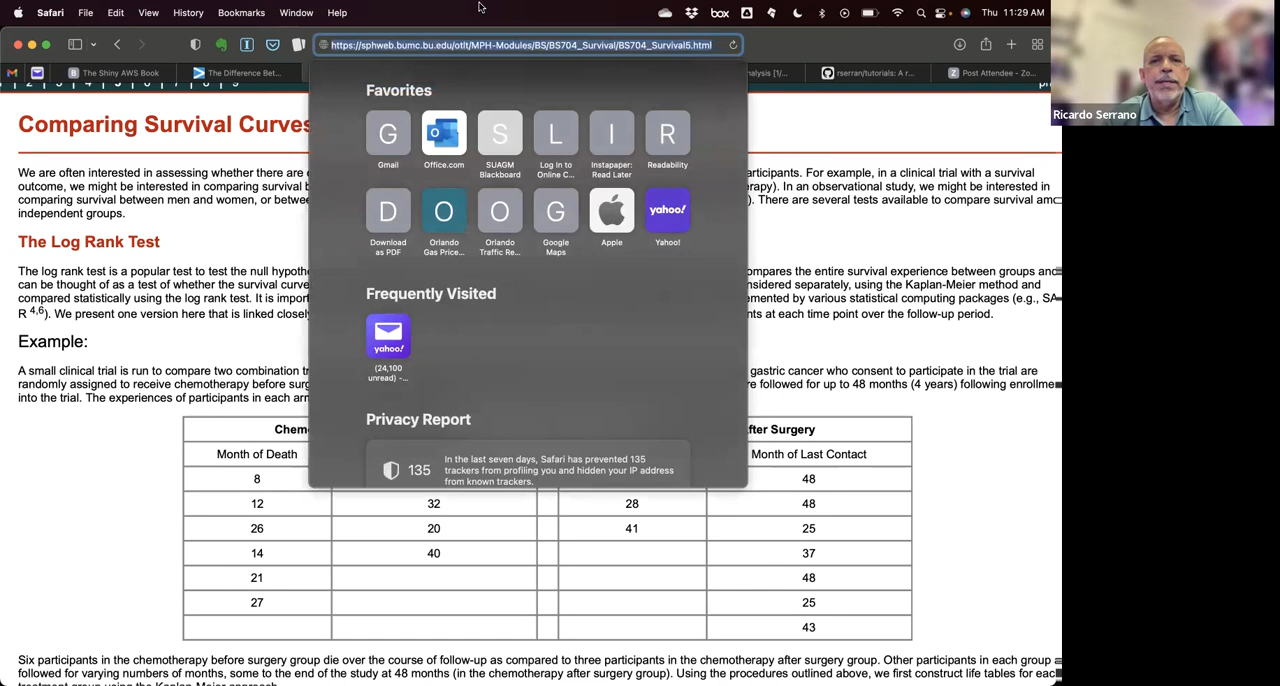 Safari File Edit View History Bookmarks Window Help box Thu 11:29 AM
https://sphweb.bumc.bu.edu/otlt/MPH-Modules/BS/BS704_Survival/BS704_Survival5.html
B The Shiny AWS Book The Difference Bet... nalysis [1/... rserran/tutorials: A r... Z Post Attendee - Zo...
Ricardo Serrano
Comparing Survival Curves
We are often interested in assessing whether there are articipants. For example, in a clinical trial with a survival
outcome, we might be interested in comparing survival b erapy). In an observational study, we might be interested in
comparing survival between men and women, or betwee ). There are several tests available to compare survival amo
independent groups.
The Log Rank Test
The log rank test is a popular test to test the null hypothe ompares the entire survival experience between groups and
can be thought of as a test of whether the survival curve nsidered separately, using the Kaplan-Meier method and
compared statistically using the log rank test. It is import emented by various statistical computing packages (e.g., SA
R 4,6). We present one version here that is linked closely nts at each time point over the follow-up period.
Example:
A small clinical trial is run to compare two combination tr gastric cancer who consent to participate in the trial are
randomly assigned to receive chemotherapy before surg re followed for up to 48 months (4 years) following enrollme
into the trial. The experiences of participants in each arm
Favorites
G O S L I R
Gmail Office.com SUAGM Blackboard Log In to Online C... Instapaper: Read Later Readability
D O O G yahoo!
Download as PDF Orlando Gas Price... Orlando Traffic Re... Google Maps Apple Yahoo!
Frequently Visited
yahoo!
(24,100
unread) -...
Privacy Report
135 In the last seven days, Safari has prevented 135
trackers from profiling you and hidden your IP address
from known trackers.
Chem fter Surgery
Month of Death Month of Last Contact
8 48
12 32 28 48
26 20 41 25
14 40 37
21 48
27 25
43
Six participants in the chemotherapy before surgery group die over the course of follow-up as compared to three participants in the chemotherapy after surgery group. Other participants in each group
followed for varying numbers of months, some to the end of the study at 48 months (in the chemotherapy after surgery group). Using the procedures outlined above, we first construct life tables for eac
treatment group using the Kaplan-Meier approach.